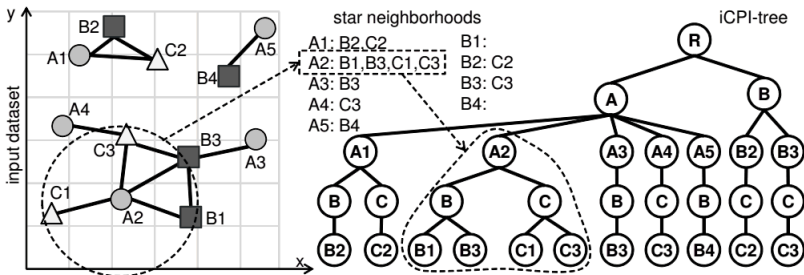 y
input dataset
x
B2
A1
C2
A5
B4
A4
C3
B3
A3
C1
A2
B1
star neighborhoods
A1: B2,C2
A2: B1,B3,C1,C3
A3: B3
A4: C3
A5: B4
B1:
B2: C2
B3: C3
B4:
iCPI-tree
R
A
B
A1
A2
A3
A4
A5
B2
B3
B
C
B
C
B
C
B
C
C
B2
C2
B1
B3
C1
C3
B3
C3
B4
C2
C3